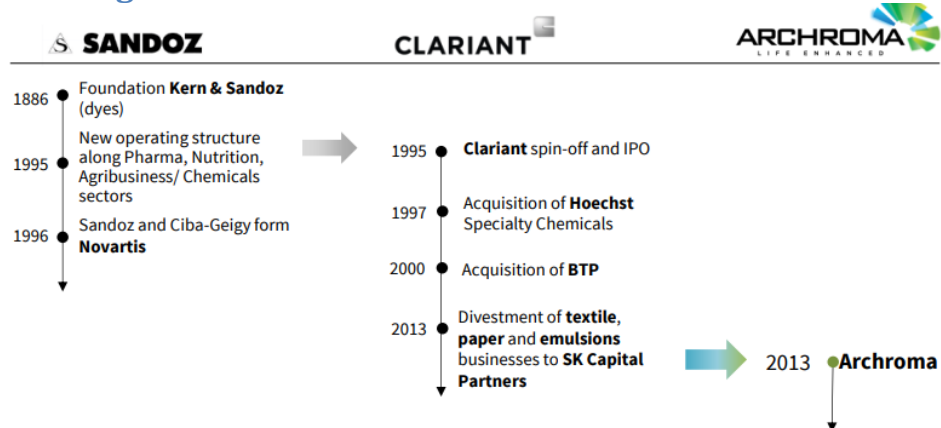 SANDOZ
CLARIANT
ARCHROMA
LIFE ENHANCED
1886
Foundation Kern & Sandoz
(dyes)
1995
New operating structure
along Pharma, Nutrition,
Agribusiness/ Chemicals
sectors
1996
Sandoz and Ciba-Geigy form
Novartis
1995
Clariant spin-off and IPO
1997
Acquisition of Hoechst
Specialty Chemicals
2000
Acquisition of BTP
2013
Divestment of textile,
paper and emulsions
businesses to SK Capital
Partners
2013
Archroma